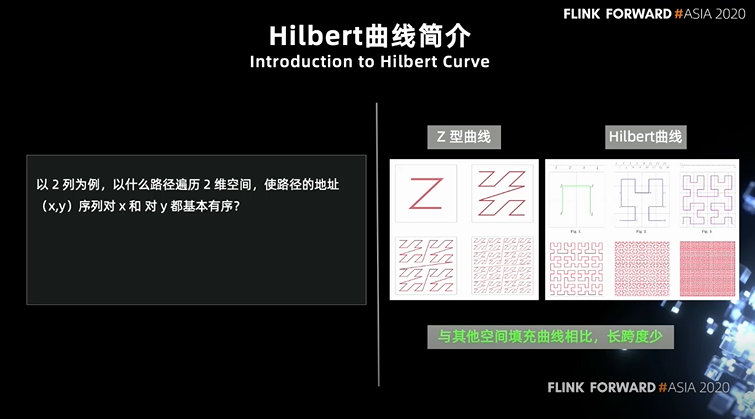 FLINK FORWARD #ASIA 2020
Hilbert曲线简介
Introduction to Hilbert Curve
以 2 列为例，以什么路径遍历 2 维空间，使路径的地址
（x,y）序列对 x 和 对 y 都基本有序？
Z 型曲线
Hilbert曲线
Fig. 1
与其他空间填充曲线相比，长跨度少
FLINK FORWARD #ASIA 2020